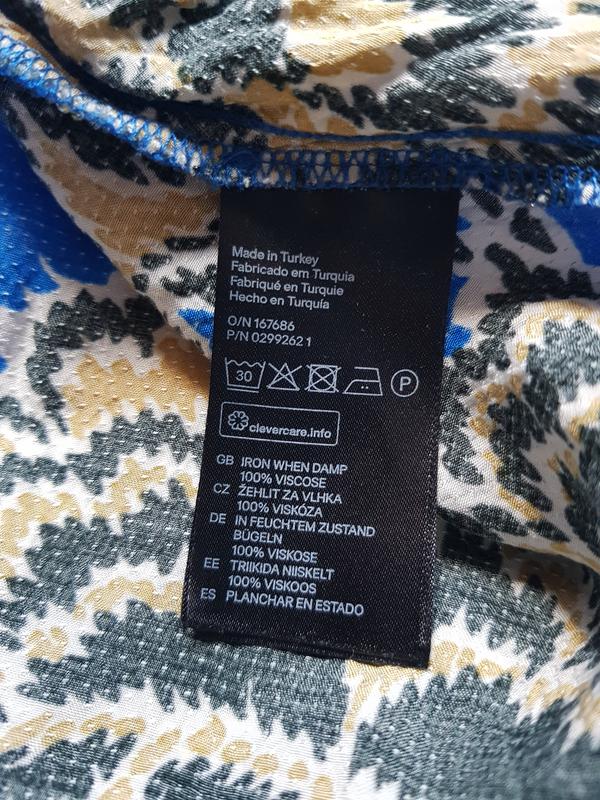 Made in Turkey
Fabricado em Turquia
Fabriqué en Turquie
Hecho en Turquía
O/N 167686
P/N 0299262 1
30
P
clevercare.info
GB IRON WHEN DAMP
100% VISCOSE
CZ ŽEHLIT ZA VLHKA
100% VISKÓZA
DE IN FEUCHTEM ZUSTAND
BÜGELN
100% VISKOSE
EE TRIIKIDA NIISKELT
100% VISKOOS
ES PLANCHAR EN ESTADO